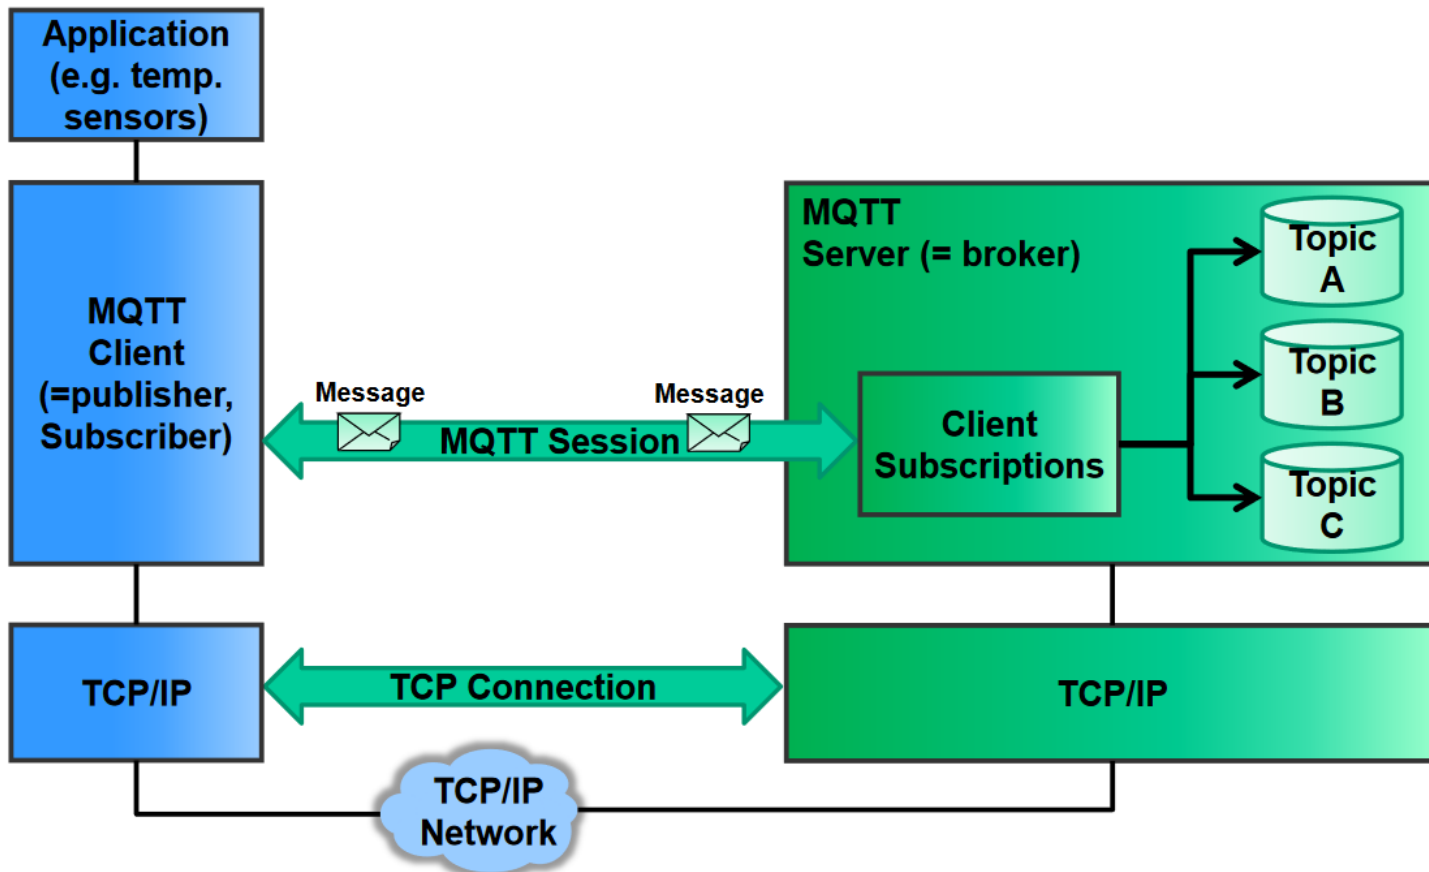 Application
(e.g. temp.
sensors)
MQTT
Client
(=publisher,
Subscriber)
Message
Message
MQTT Session
MQTT
Server (= broker)
Client
Subscriptions
Topic
A
Topic
B
Topic
C
TCP/IP
TCP Connection
TCP/IP
TCP/IP
Network